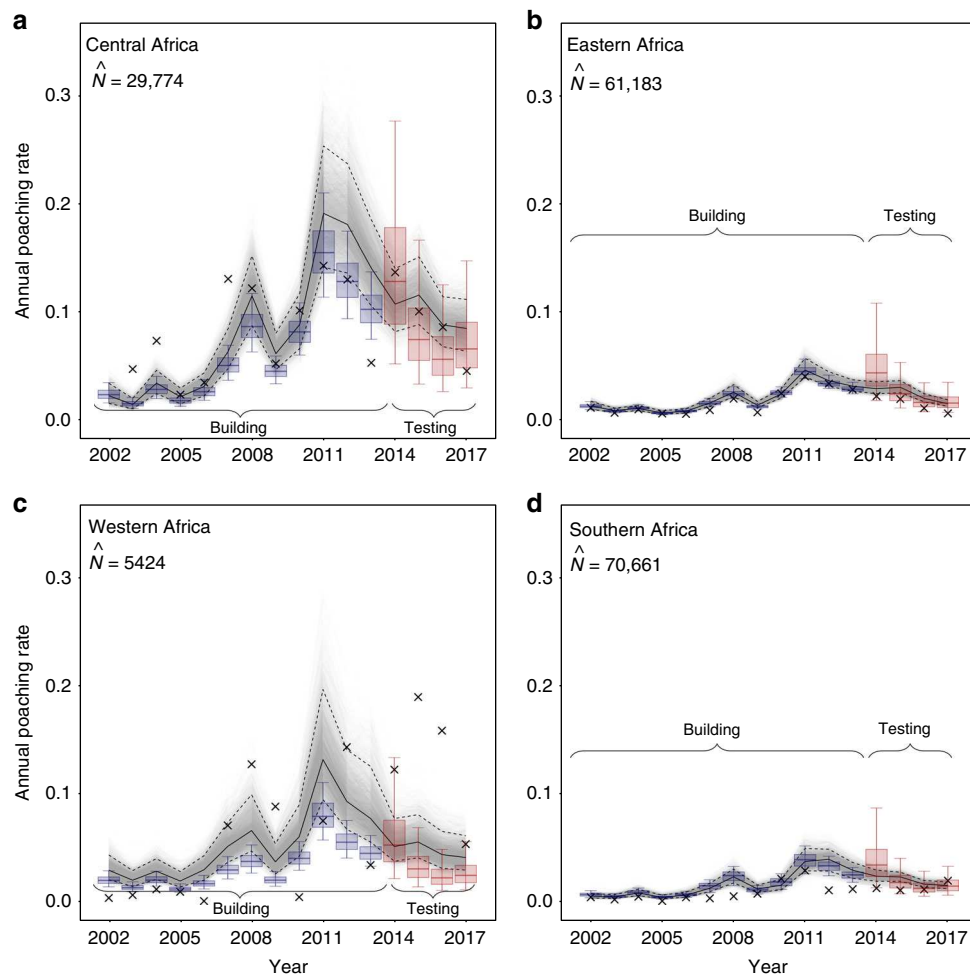 a
Central Africa
^
N = 29,774
Annual poaching rate
0.3
0.2
0.1
0.0
Building
Testing
2002 2005 2008 2011 2014 2017
b
Eastern Africa
^
N = 61,183
0.3
0.2
0.1
0.0
Building
Testing
2002 2005 2008 2011 2014 2017
c
Western Africa
^
N = 5424
Annual poaching rate
0.3
0.2
0.1
0.0
Building
Testing
2002 2005 2008 2011 2014 2017
Year
d
Southern Africa
^
N = 70,661
0.3
0.2
0.1
0.0
Building
Testing
2002 2005 2008 2011 2014 2017
Year